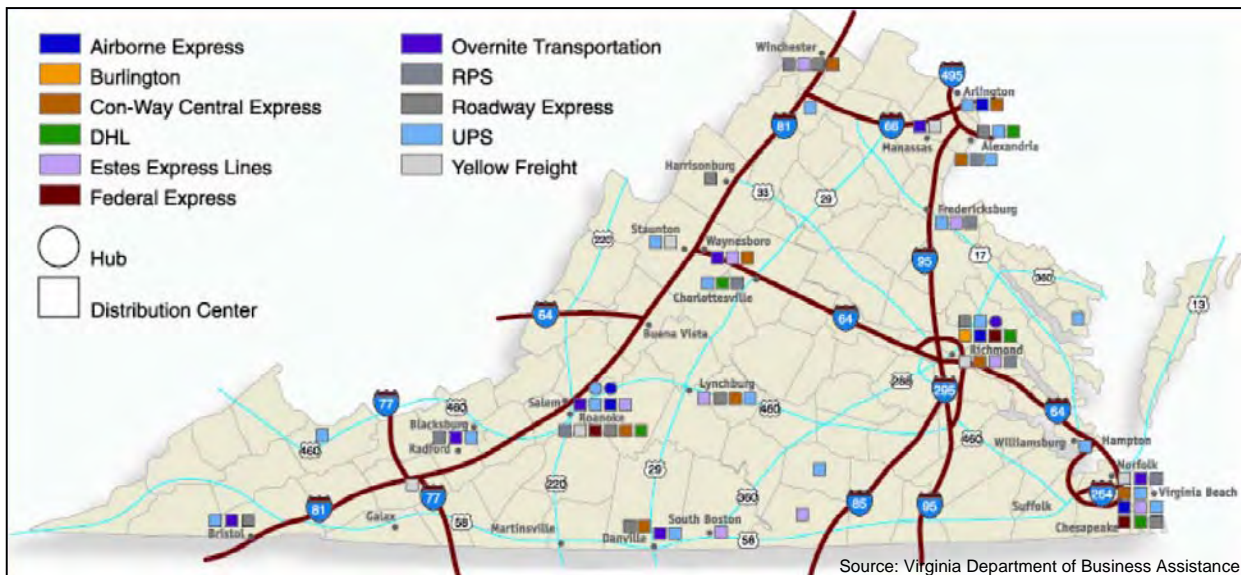 Airborne Express
Burlington
Con-Way Central Express
DHL
Estes Express Lines
Federal Express
Hub
Distribution Center
Overnite Transportation
RPS
Roadway Express
UPS
Yellow Freight
Winchester
495
Arlington
81
66
Manassas
Alexandria
Harrisonburg
33
29
Fredericksburg
220
Staunton
Waynesboro
95
17
360
Charlottesville
13
64
64
Buena Vista
Richmond
288
295
77
460
Salem
Roanoke
Lynchburg
460
64
Blacksburg
Radford
460
460
Williamsburg
Hampton
29
220
360
Norfolk
264
Virginia Beach
77
85
95
Suffolk
81
Galax
58
Martinsville
South Boston
Chesapeake
Bristol
Danville
58
Source: Virginia Department of Business Assistance